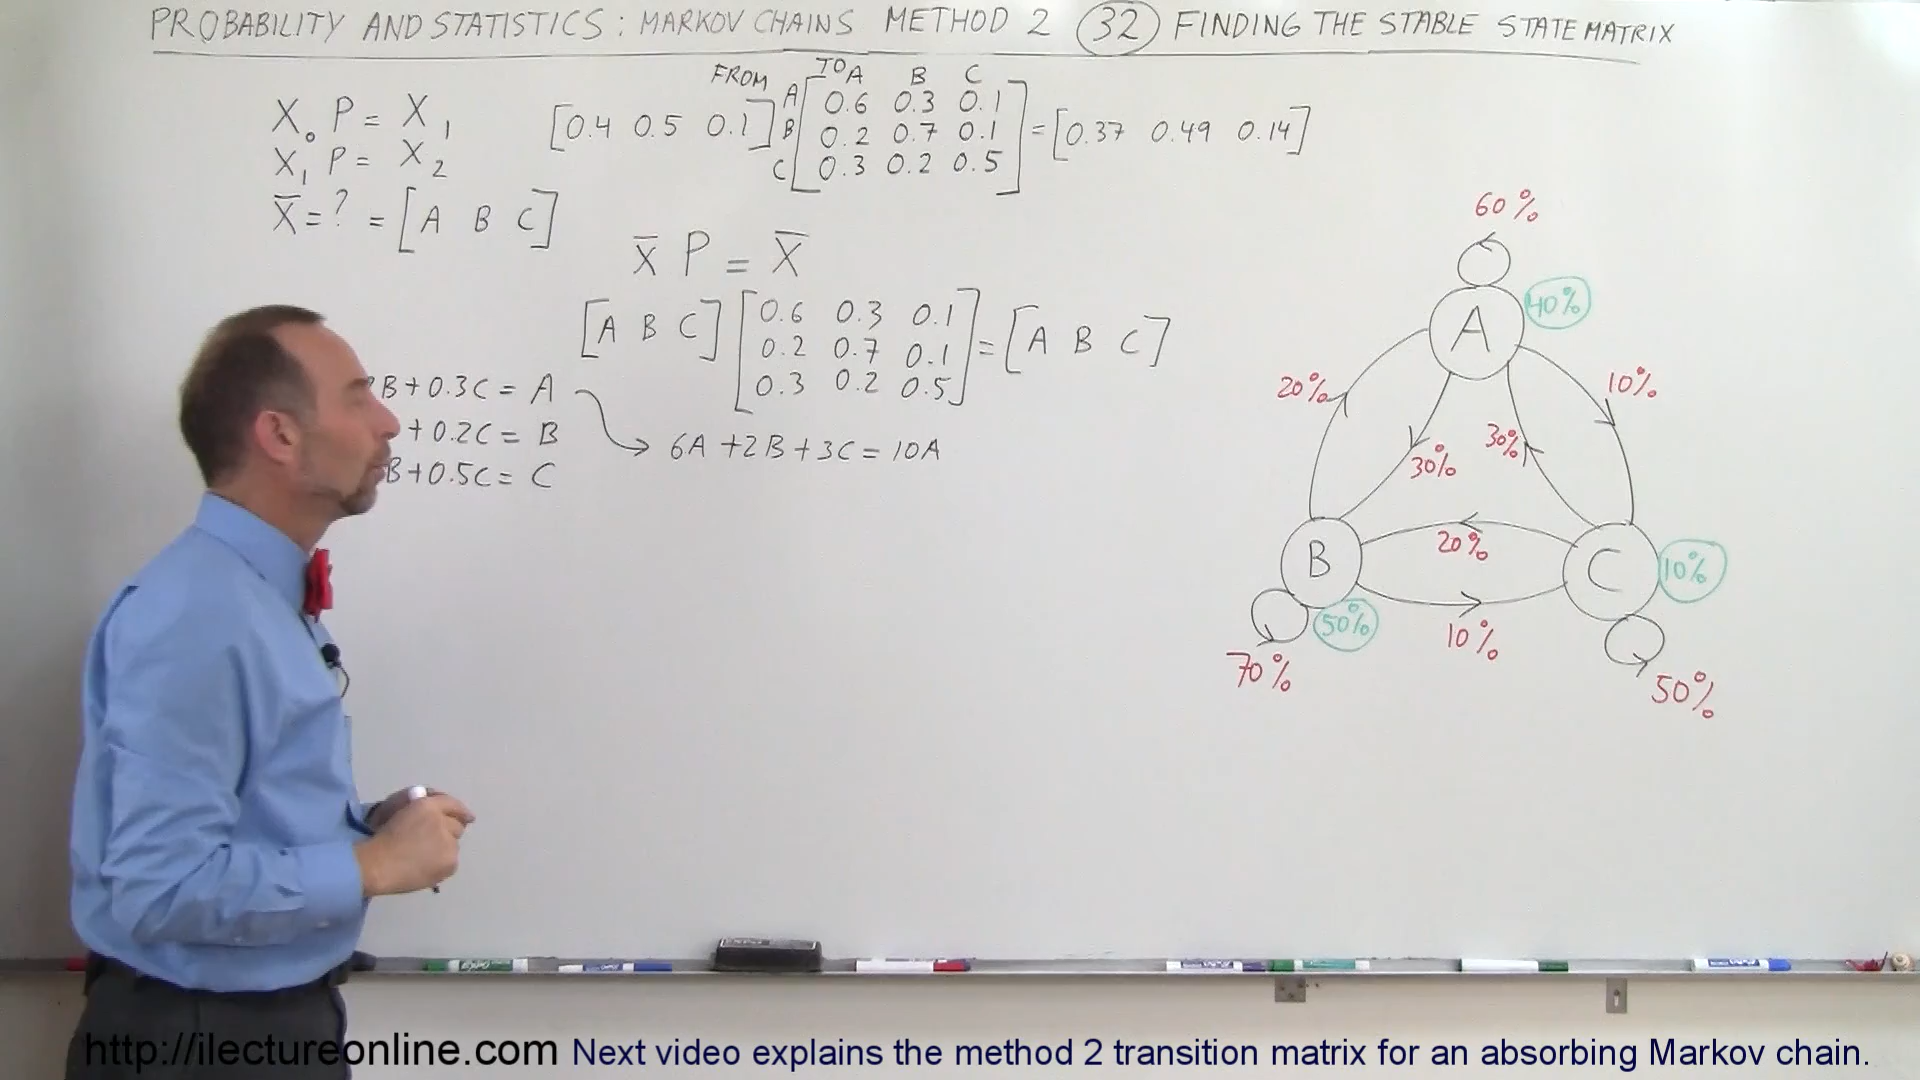 PROBABILITY AND STATISTICS: MARKOV CHAINS METHOD 2 (32) FINDING THE STABLE STATE MATRIX
X₀ P = X₁
X₁ P = X₂
X̅ = ? = [A B C]
FROM TO A B C
[0.4 0.5 0.1] A [0.6 0.3 0.1
B 0.2 0.7 0.1
C 0.3 0.2 0.5] = [0.37 0.49 0.14]
X̅ P = X̅
[A B C] [0.6 0.3 0.1
0.2 0.7 0.1
0.3 0.2 0.5] = [A B C]
B + 0.3C = A
+ 0.2C = B
B + 0.5C = C
6A + 2B + 3C = 10A
60%
A
40%
20%
10%
30%
30%
B
50%
20%
10%
C
10%
70%
50%
http://ilectureonline.com Next video explains the method 2 transition matrix for an absorbing Markov chain.